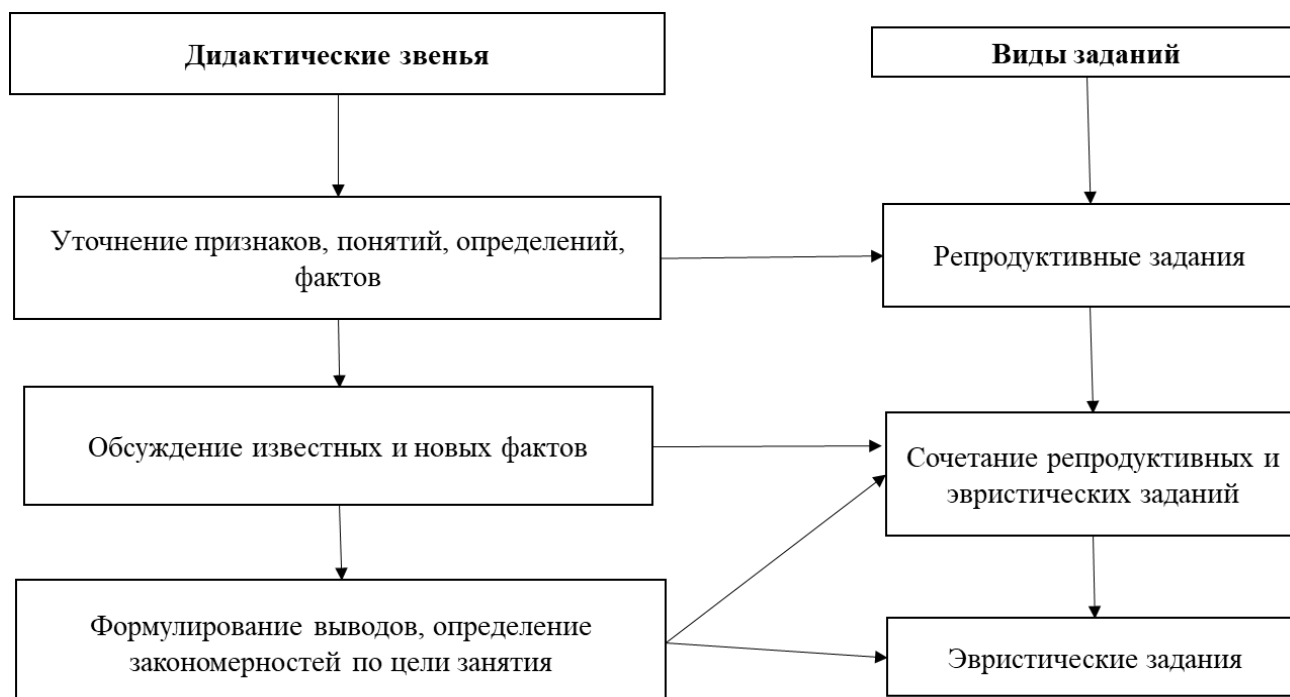 Дидактические звенья
Виды заданий
Уточнение признаков, понятий, определений,
фактов
Репродуктивные задания
Обсуждение известных и новых фактов
Сочетание репродуктивных и
эвристических заданий
Формулирование выводов, определение
закономерностей по цели занятия
Эвристические задания